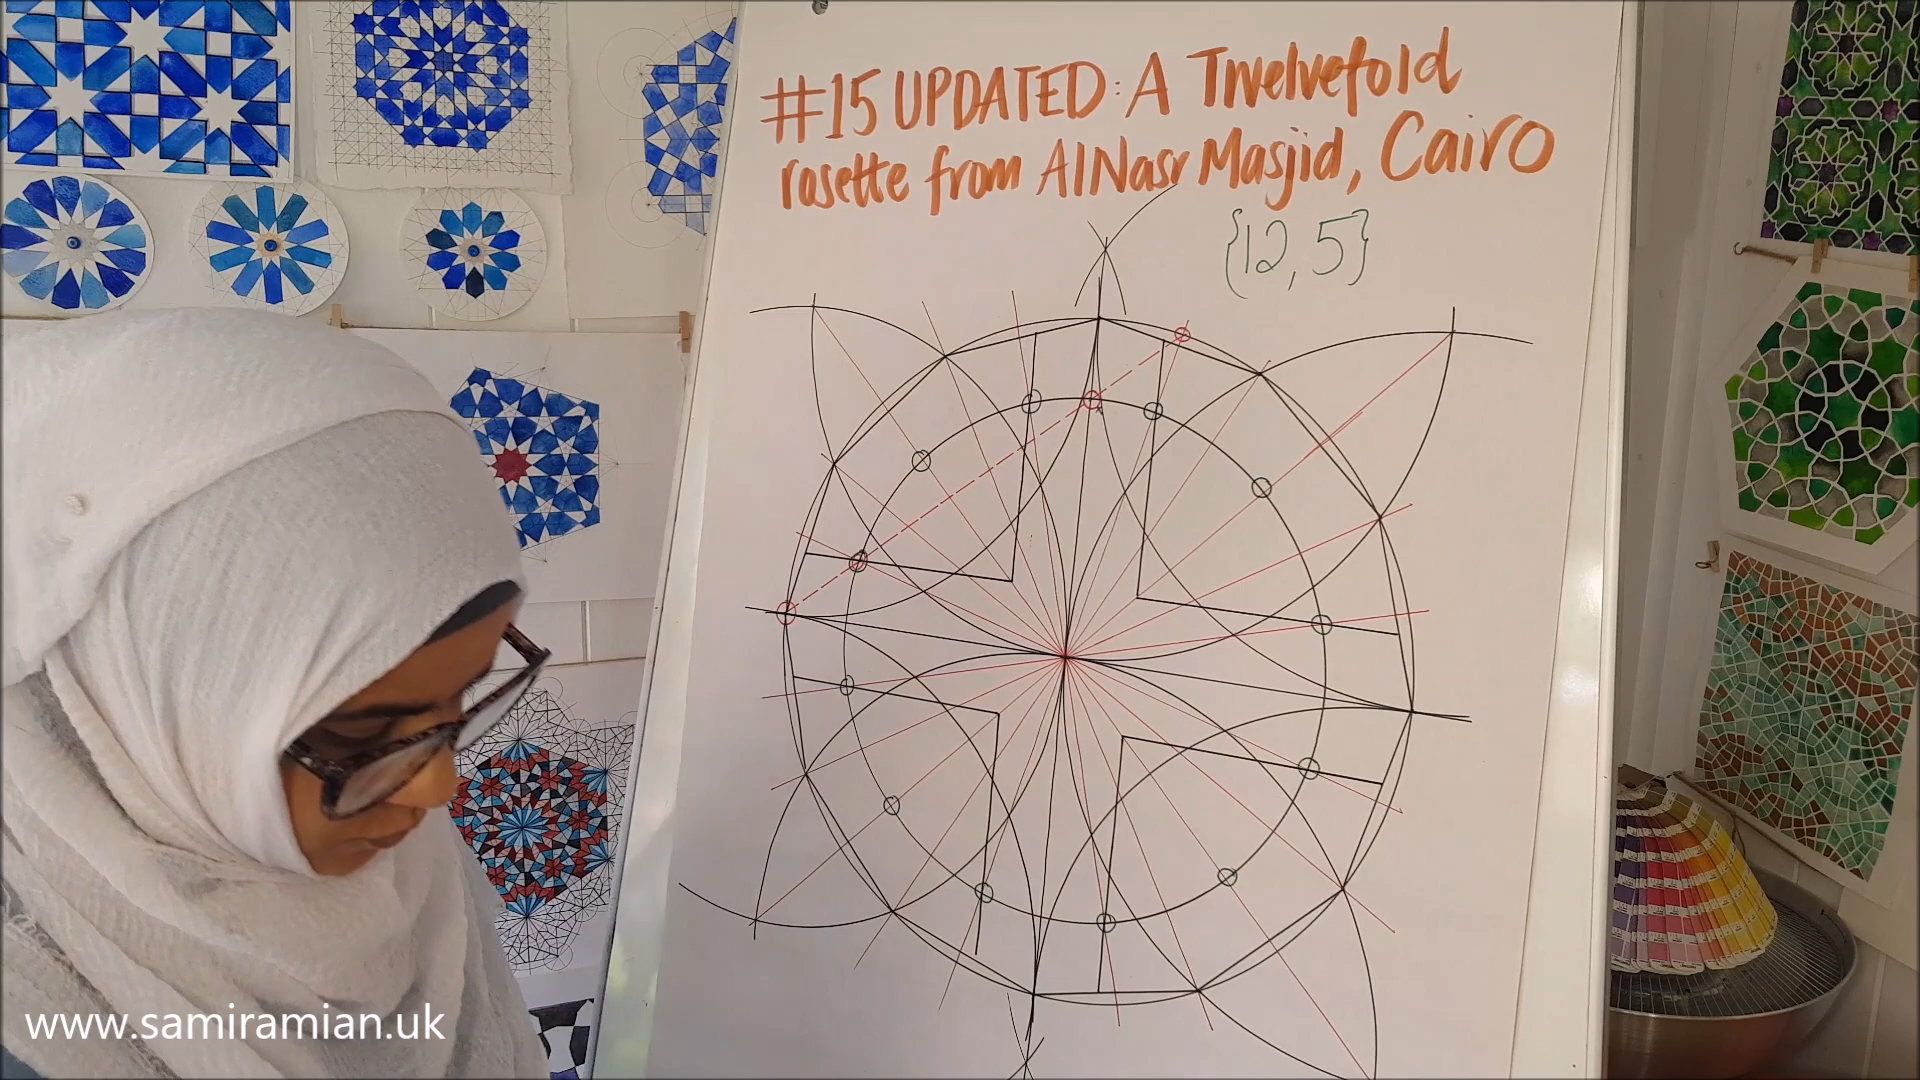 #15 UPDATED: A Twelvefold
rosette from AlNasr Masjid, Cairo
{12,5}
www.samiramian.uk